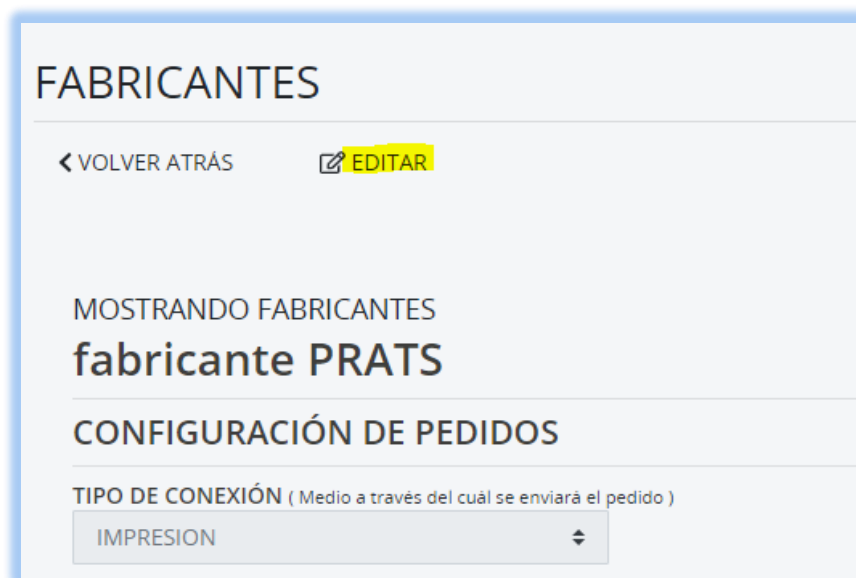 FABRICANTES
VOLVER ATRÁS EDITAR
MOSTRANDO FABRICANTES
fabricante PRATS
CONFIGURACIÓN DE PEDIDOS
TIPO DE CONEXIÓN ( Medio a través del cuál se enviará el pedido )
IMPRESION